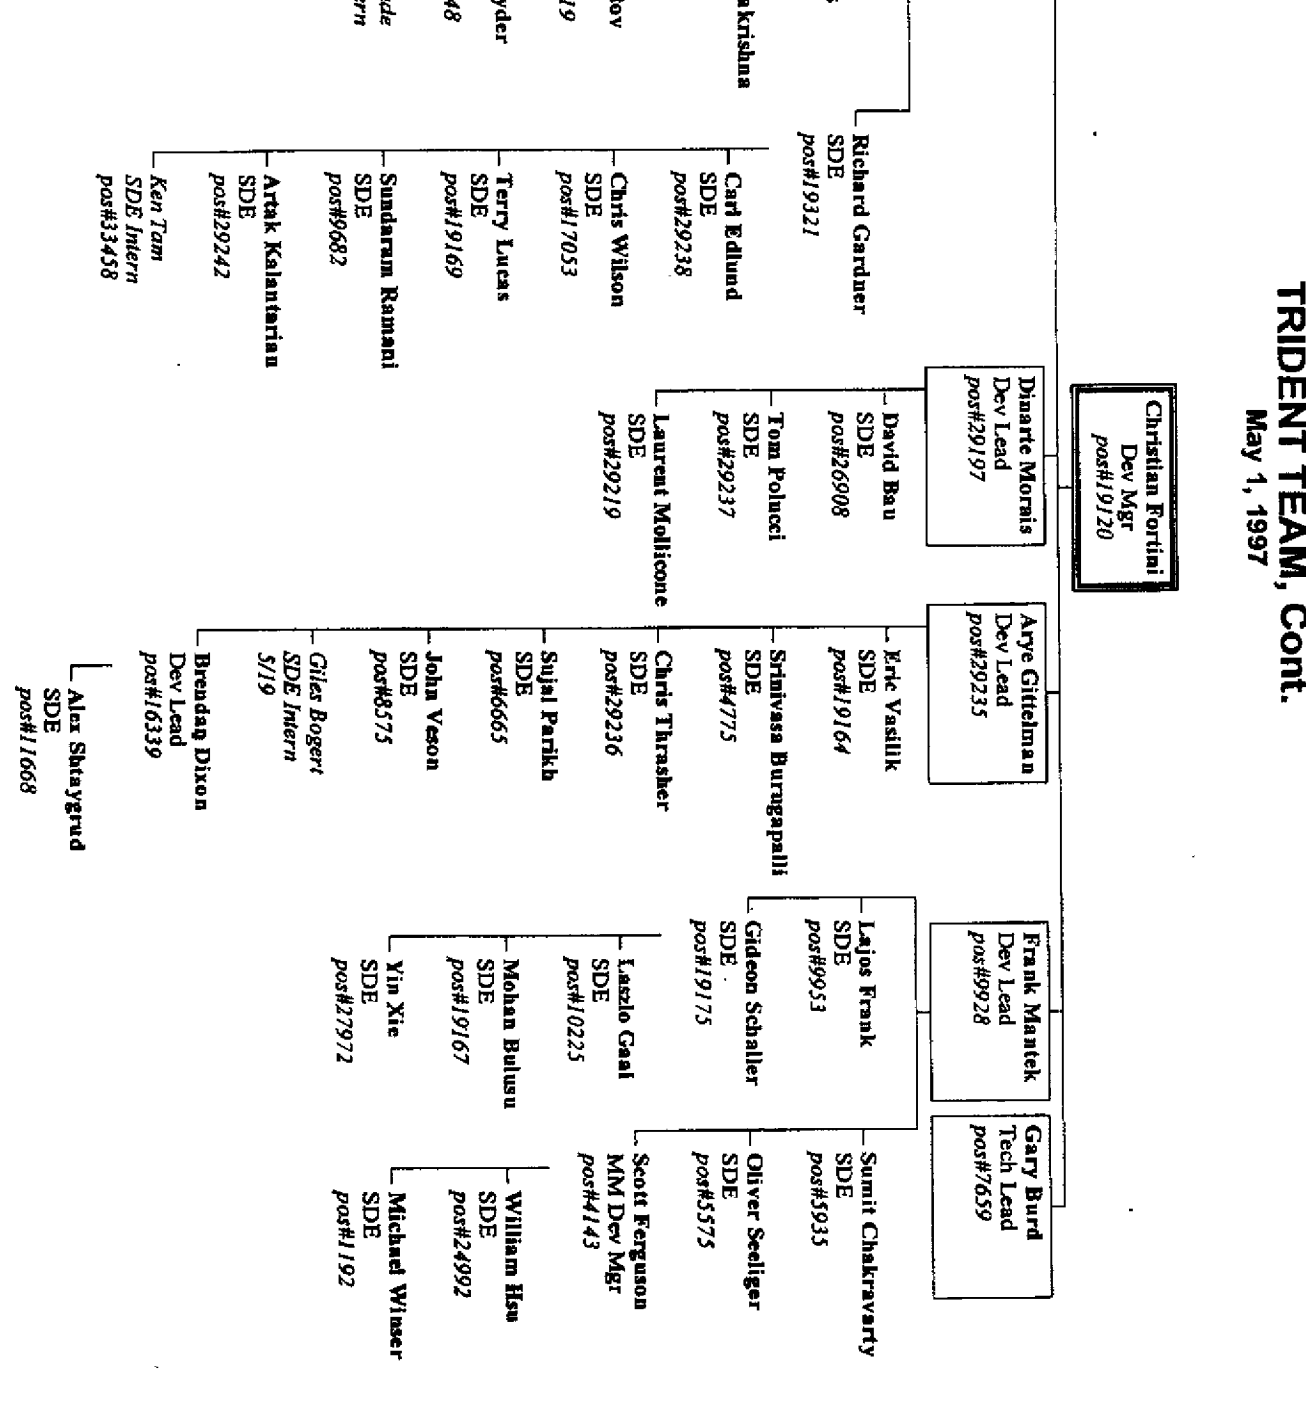 TRIDENT TEAM, Cont.
May 1, 1997
Christian Fortini
Dev Mgr
pos#19120
Dinarte Morais
Dev Lead
pos#29197
Arye Gittelman
Dev Lead
pos#29235
Frank Mantek
Dev Lead
pos#9928
Gary Burd
Tech Lead
pos#7659
Richard Gardner
SDE
pos#19321
akrishna
ov
19
yder
48
de
ern
Carl Edlund
SDE
pos#29238
Chris Wilson
SDE
pos#17053
Terry Lucas
SDE
pos#19169
Sundaram Ramani
SDE
pos#9682
Artak Kalantarian
SDE
pos#29242
Ken Tam
SDE Intern
pos#33458
David Bau
SDE
pos#26908
Tom Polucci
SDE
pos#29237
Laurent Mollicone
SDE
pos#29219
Eric Vasilik
SDE
pos#19164
Srinivasa Burugapalli
SDE
pos#4775
Chris Thrasher
SDE
pos#29236
Sujal Parikh
SDE
pos#6665
John Veson
SDE
pos#8575
Giles Bogert
SDE Intern
5/19
Brendan Dixon
Dev Lead
pos#16339
Alex Shtaygrud
SDE
pos#11668
Lajos Frank
SDE
pos#9953
Gideon Schaller
SDE
pos#19175
Laszlo Gaal
SDE
pos#10225
Mohan Bulusu
SDE
pos#19167
Yin Xie
SDE
pos#27972
Sumit Chakravarty
SDE
pos#5935
Oliver Seeliger
SDE
pos#5575
Scott Ferguson
MM Dev Mgr
pos#4143
William Hsu
SDE
pos#24992
Michael Winser
SDE
pos#1192